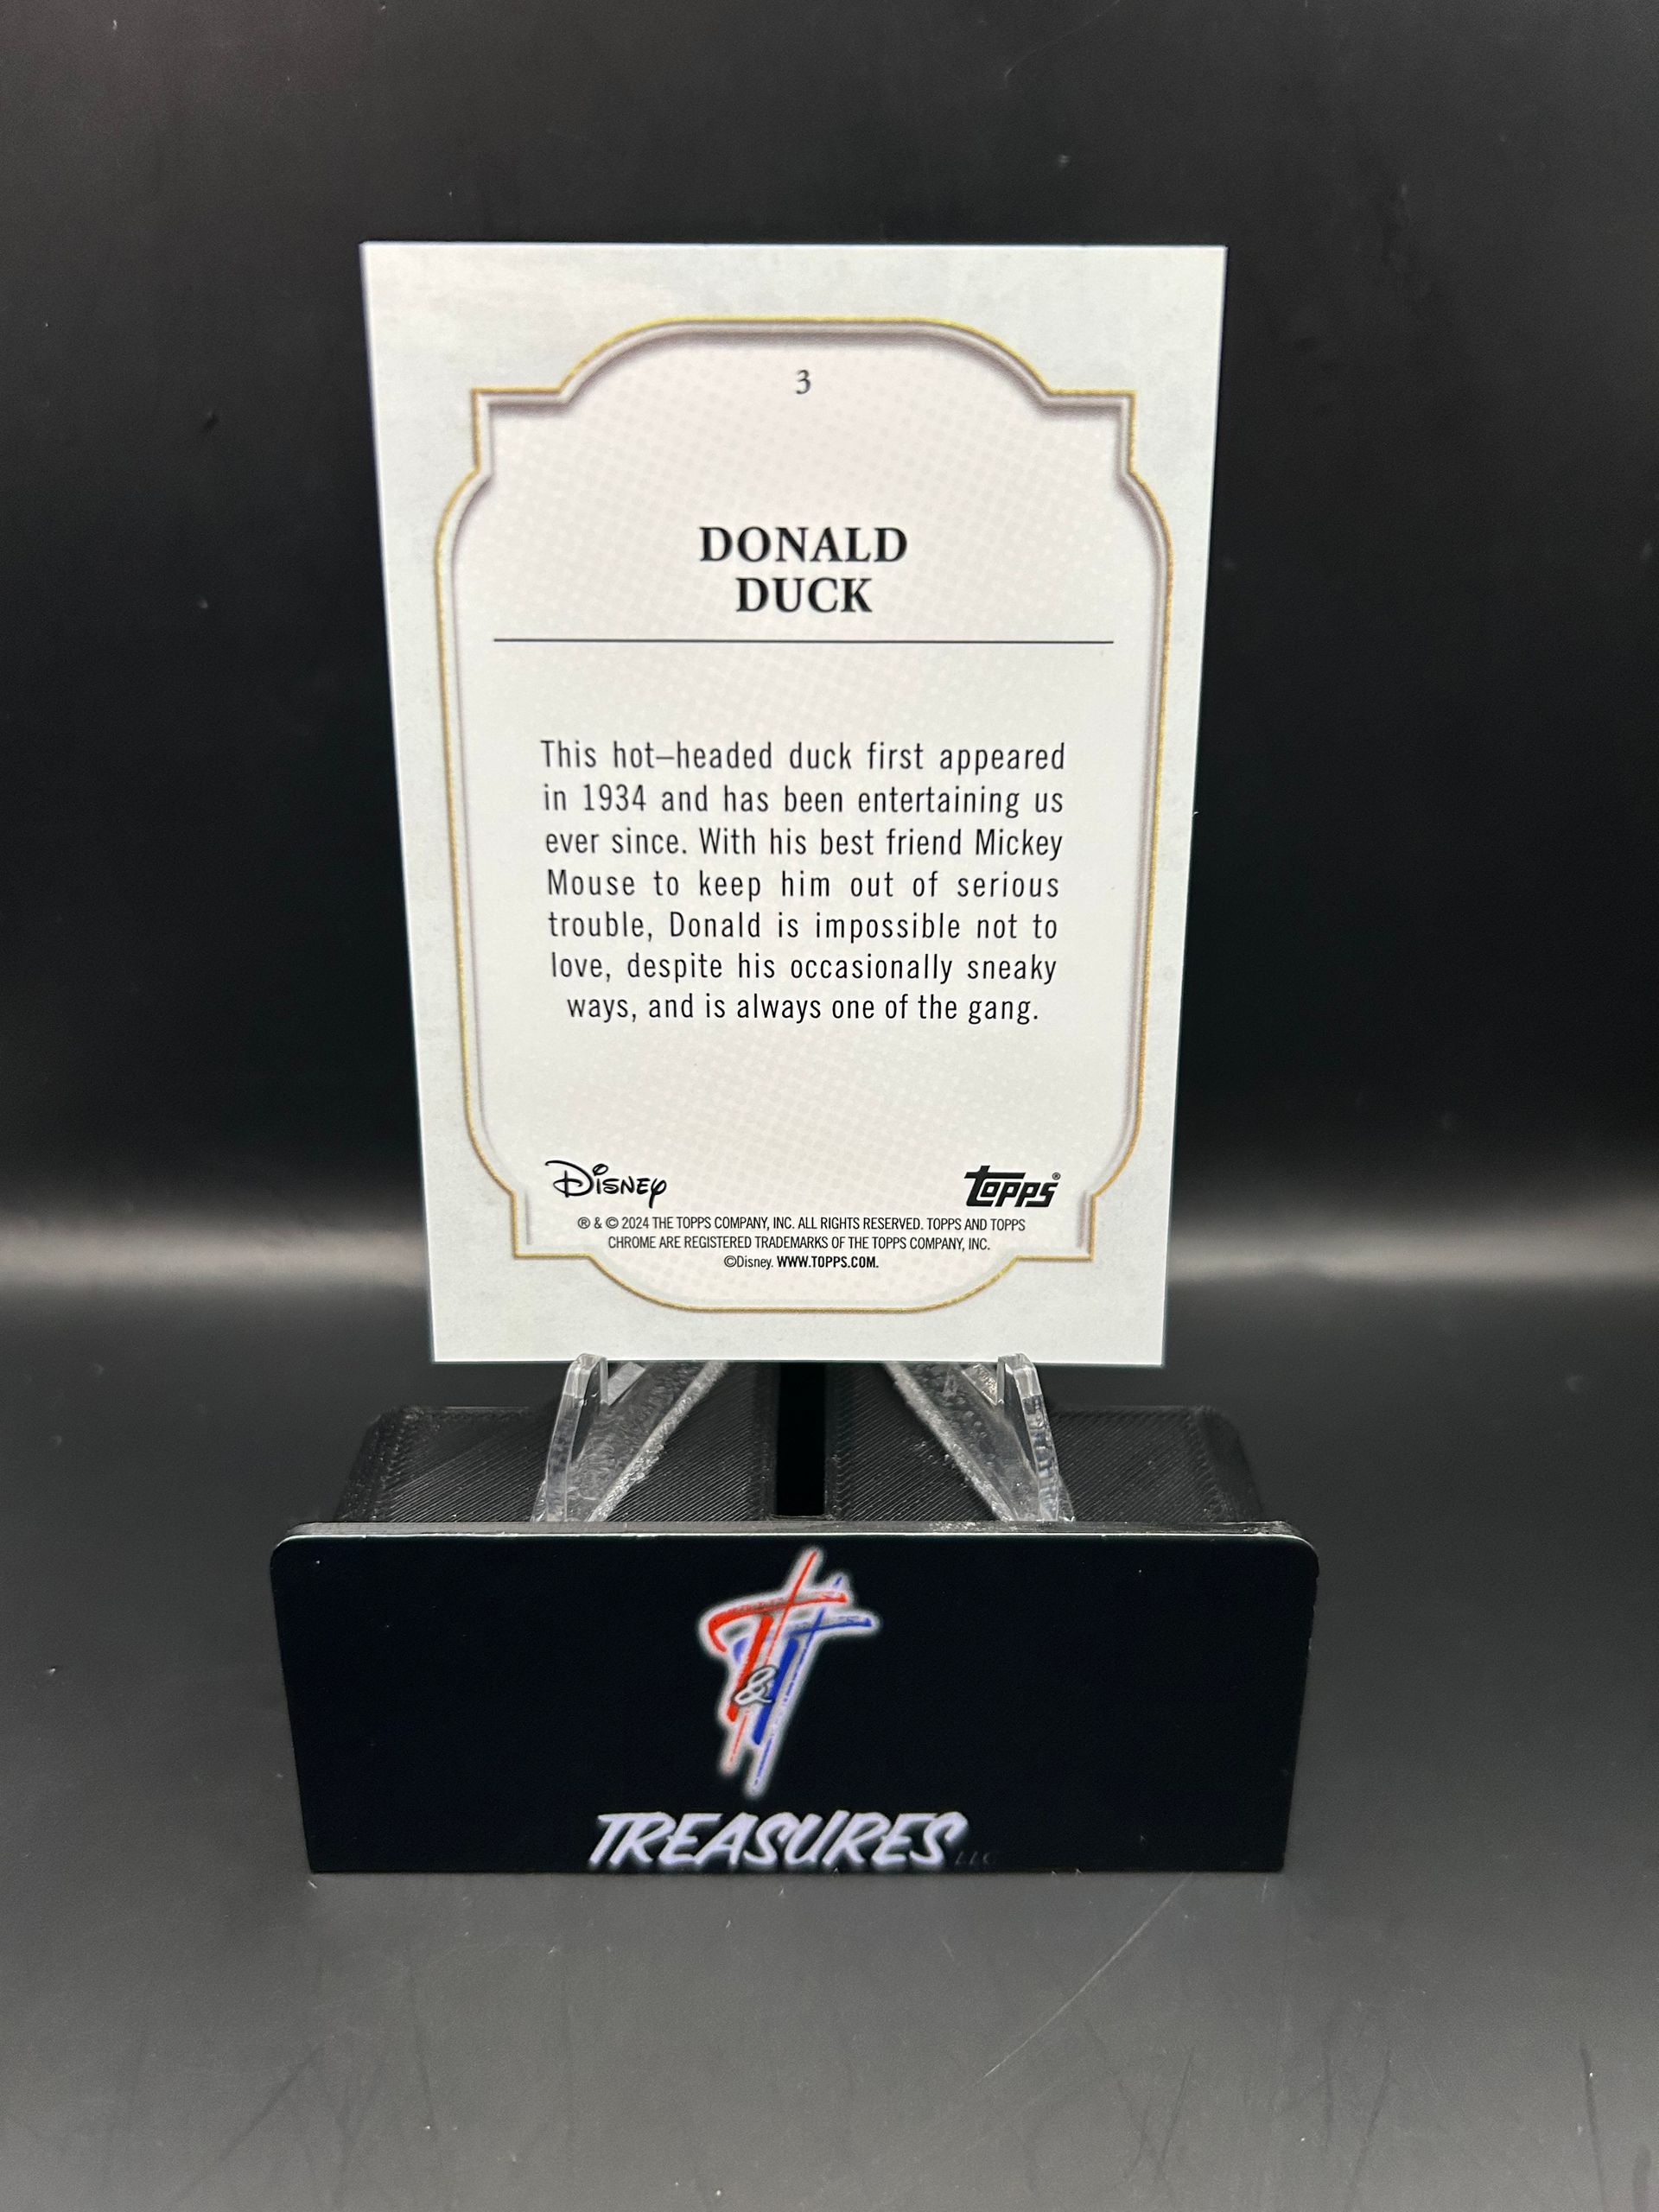 3
DONALD
DUCK
This hot–headed duck first appeared
in 1934 and has been entertaining us
ever since. With his best friend Mickey
Mouse to keep him out of serious
trouble, Donald is impossible not to
love, despite his occasionally sneaky
ways, and is always one of the gang.
Disney
topps®
® & © 2024 THE TOPPS COMPANY, INC. ALL RIGHTS RESERVED. TOPPS AND TOPPS
CHROME ARE REGISTERED TRADEMARKS OF THE TOPPS COMPANY, INC.
©Disney. WWW.TOPPS.COM.
T&T
TREASURES LLC